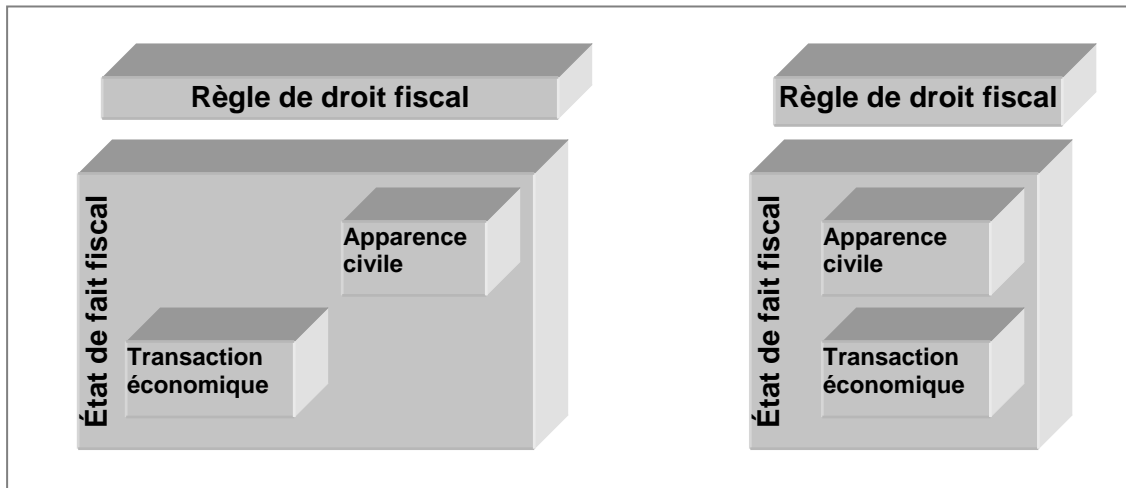 Règle de droit fiscal
État de fait fiscal
Apparence
civile
Transaction
économique
Règle de droit fiscal
État de fait fiscal
Apparence
civile
Transaction
économique